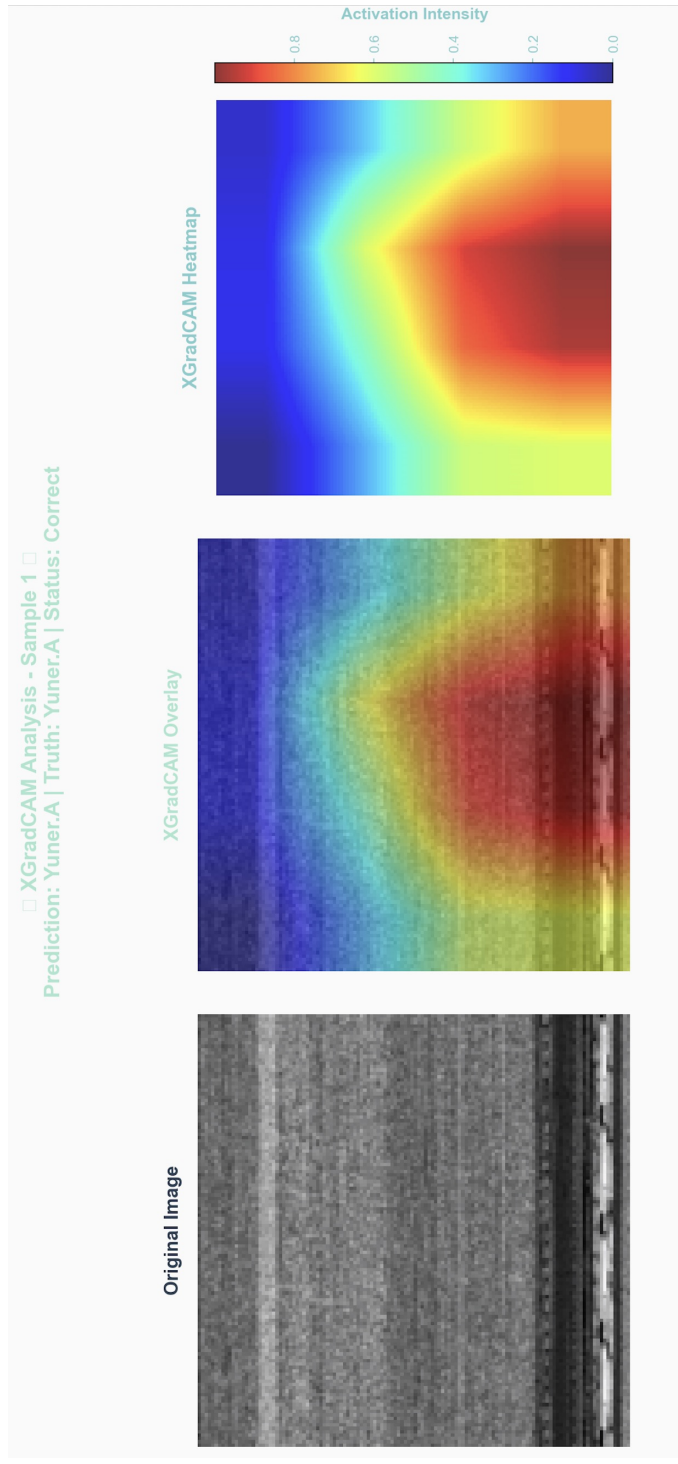 □ XGradCAM Analysis - Sample 1 □
Prediction: Yuner.A | Truth: Yuner.A | Status: Correct
Original Image
XGradCAM Overlay
XGradCAM Heatmap
0.8
0.6
0.4
0.2
0.0
Activation Intensity